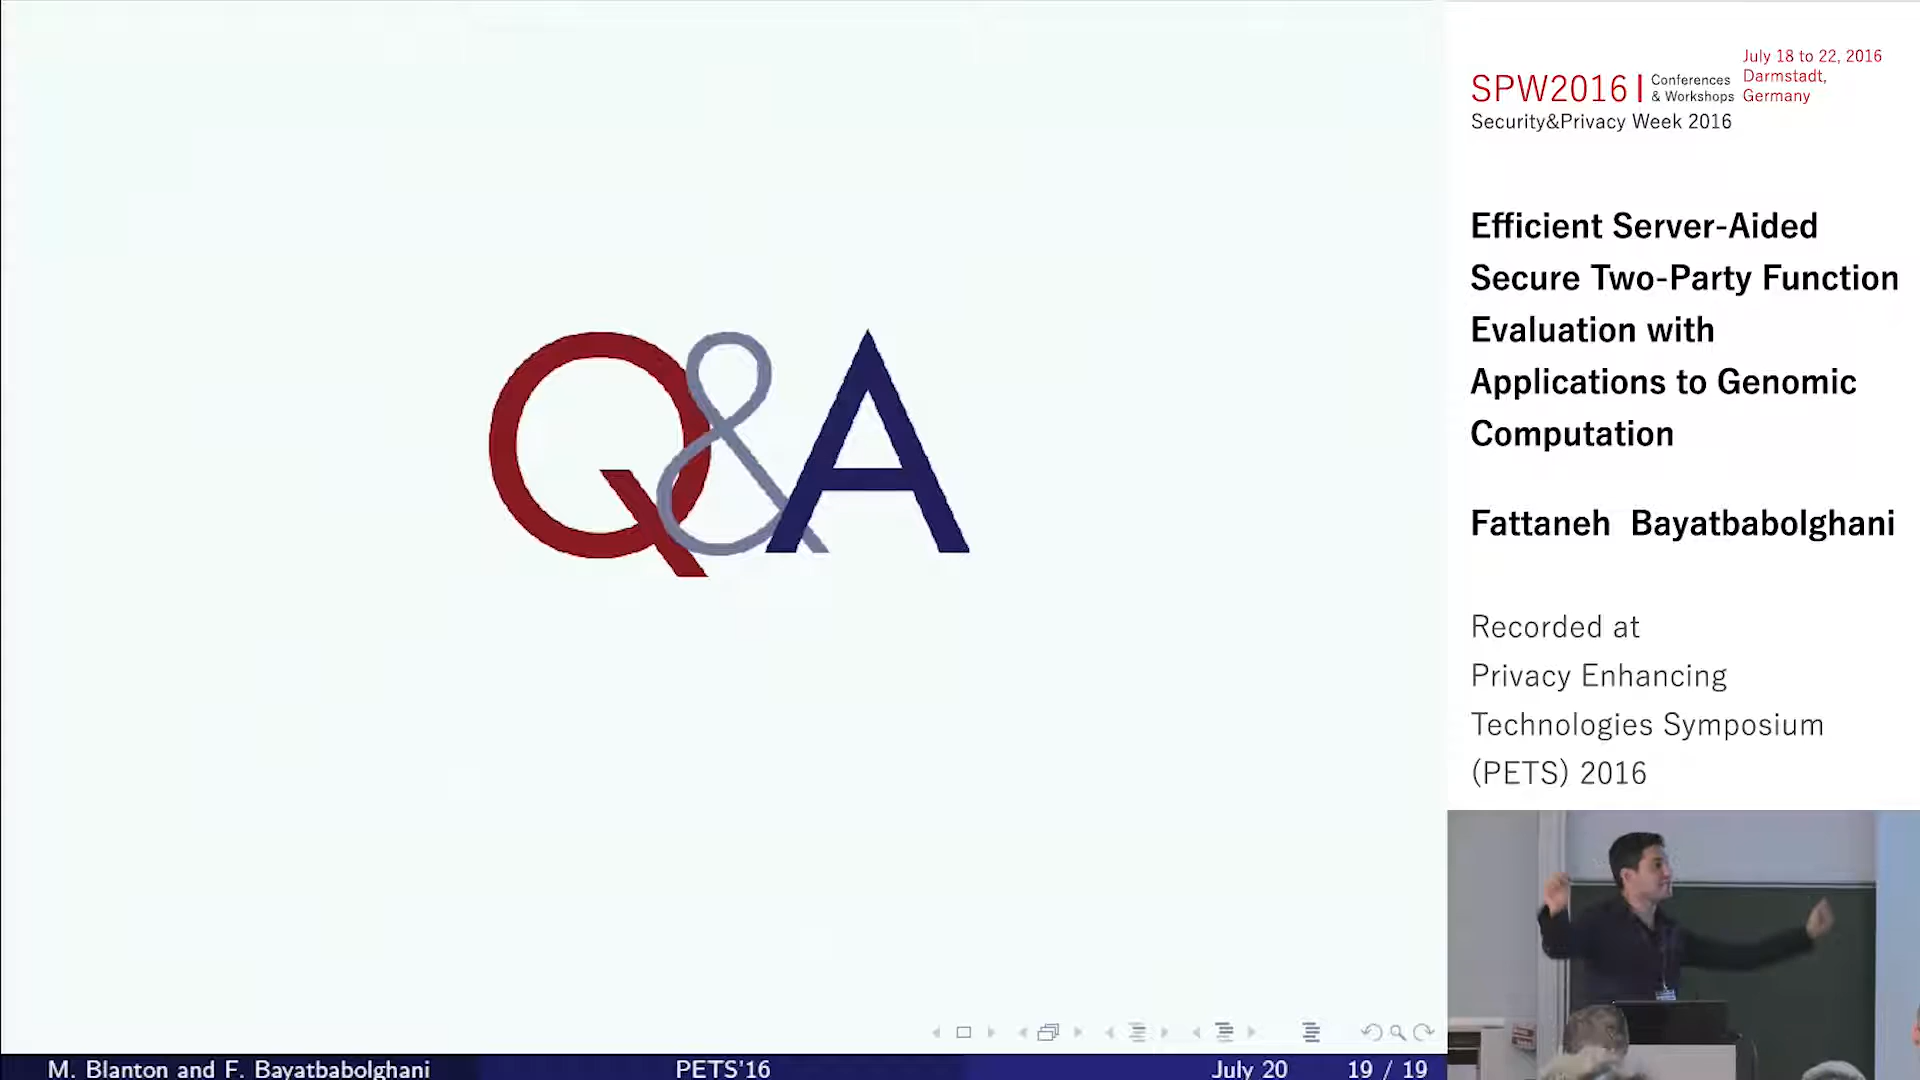 Q&A
M. Blanton and F. Bayatbabolghani PETS'16 July 20 19 / 19
SPW2016 | Conferences & Workshops
July 18 to 22, 2016
Darmstadt,
Germany
Security&Privacy Week 2016
Efficient Server-Aided
Secure Two-Party Function
Evaluation with
Applications to Genomic
Computation
Fattaneh Bayatbabolghani
Recorded at
Privacy Enhancing
Technologies Symposium
(PETS) 2016